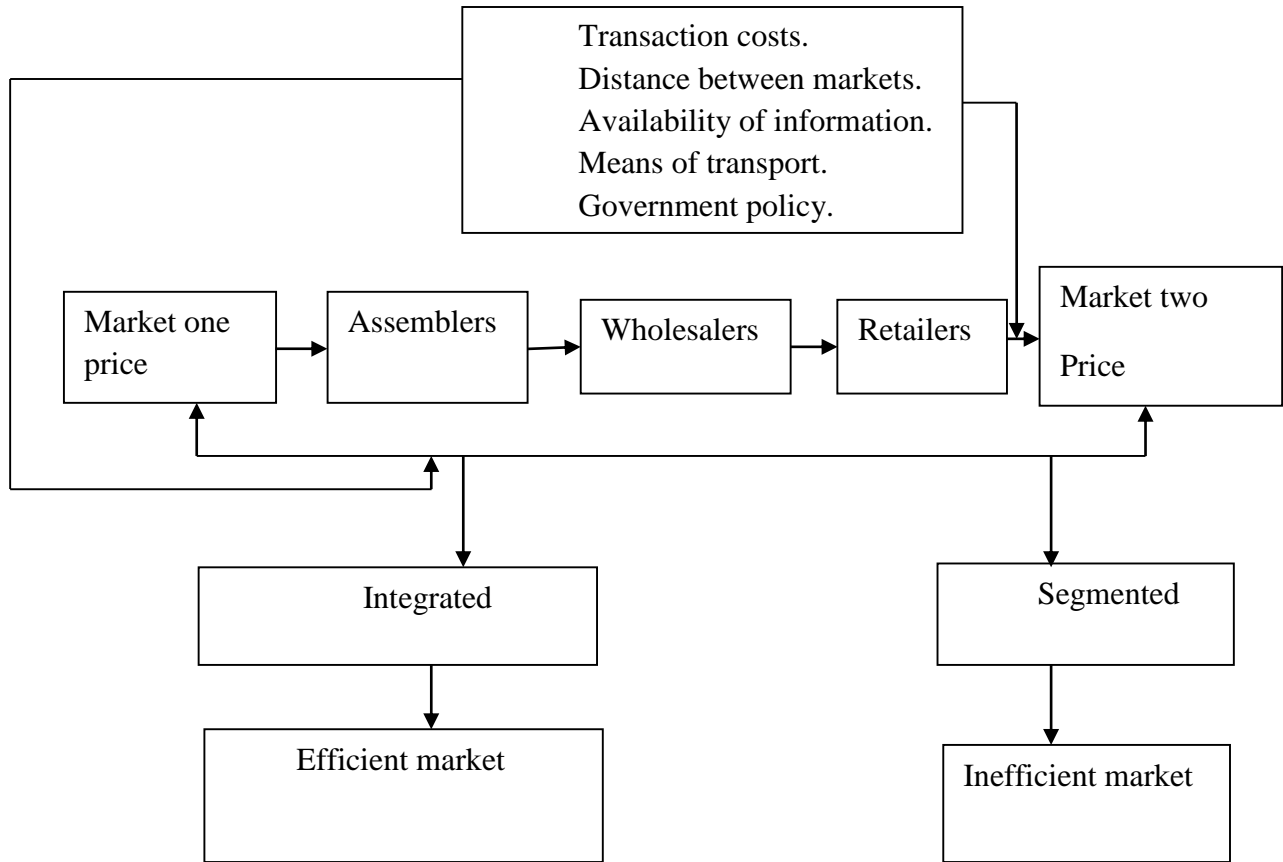 Transaction costs.
Distance between markets.
Availability of information.
Means of transport.
Government policy.
Market one
price
Assemblers
Wholesalers
Retailers
Market two
Price
Integrated
Segmented
Efficient market
Inefficient market